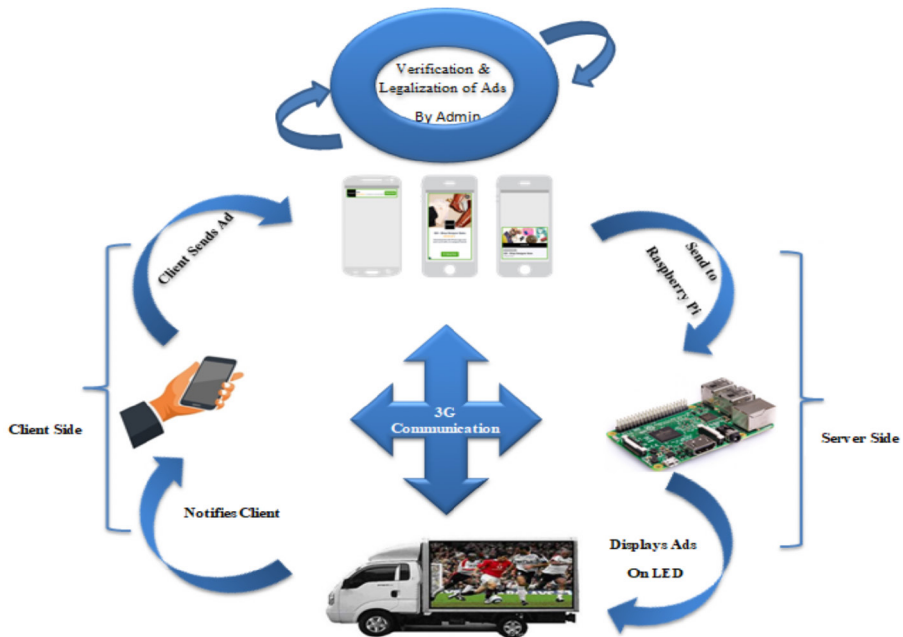 Verification &
Legalization of Ads
By Admin
Client Sends Ad
Send to
Raspberry Pi
3G
Communication
Client Side
Server Side
Notifies Client
Displays Ads
On LED